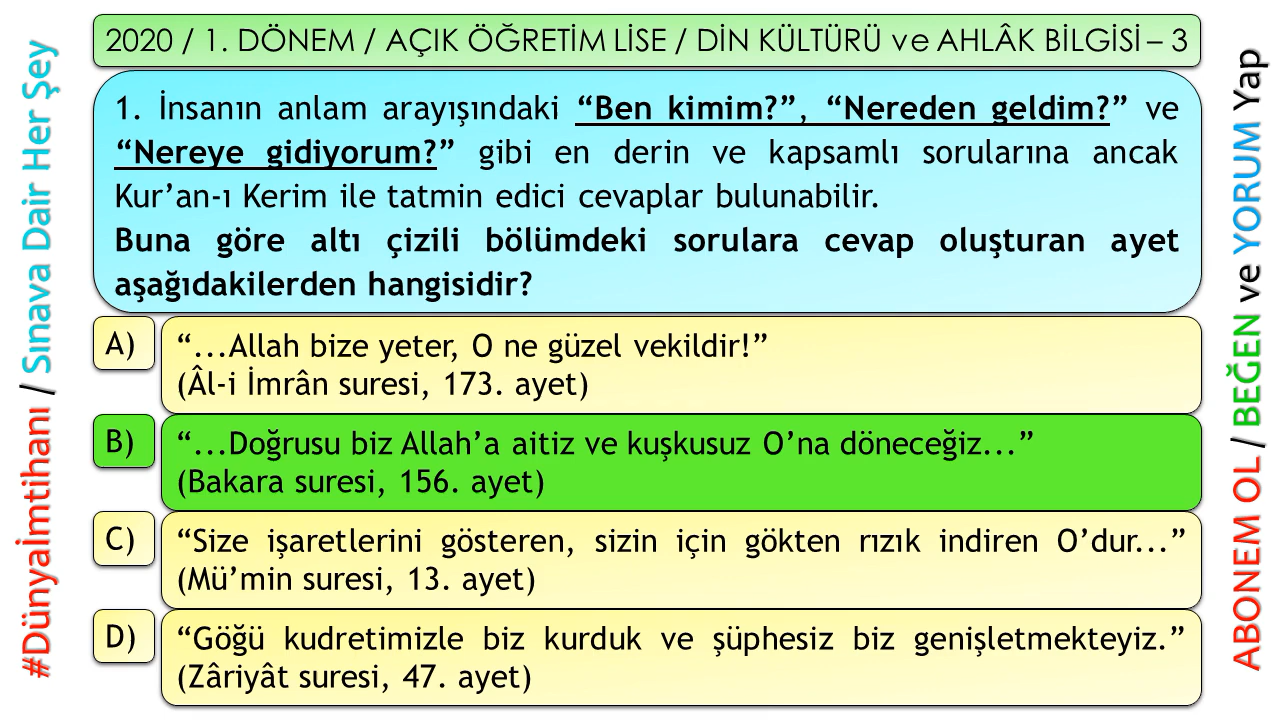 2020 / 1. DÖNEM / AÇIK ÖĞRETİM LİSE / DİN KÜLTÜRÜ ve AHLÂK BİLGİSİ – 3
1. İnsanın anlam arayışındaki “Ben kimim?”, “Nereden geldim?” ve
“Nereye gidiyorum?” gibi en derin ve kapsamlı sorularına ancak
Kur’an-ı Kerim ile tatmin edici cevaplar bulunabilir.
Buna göre altı çizili bölümdeki sorulara cevap oluşturan ayet
aşağıdakilerden hangisidir?
A) “...Allah bize yeter, O ne güzel vekildir!”
(Âl-i İmrân suresi, 173. ayet)
B) “...Doğrusu biz Allah’a aitiz ve kuşkusuz O’na döneceğiz...”
(Bakara suresi, 156. ayet)
C) “Size işaretlerini gösteren, sizin için gökten rızık indiren O’dur...”
(Mü’min suresi, 13. ayet)
D) “Göğü kudretimizle biz kurduk ve şüphesiz biz genişletmekteyiz.”
(Zâriyât suresi, 47. ayet)
#Dünyaİmtihanı / Sınava Dair Her Şey
ABONEM OL / BEĞEN ve YORUM Yap